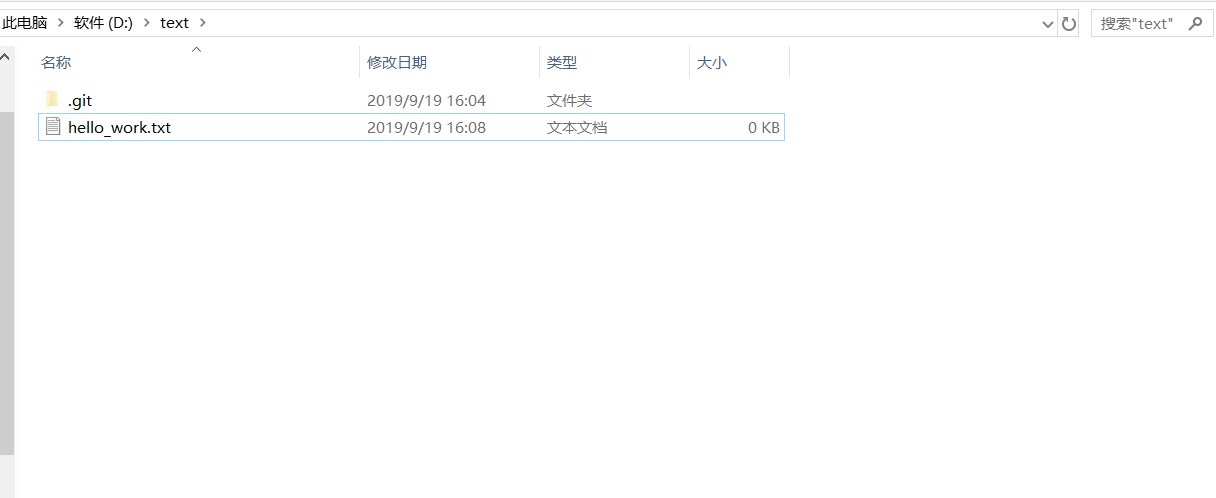 此电脑 > 软件 (D:) > text >
搜索"text"
名称 修改日期 类型 大小
.git 2019/9/19 16:04 文件夹
hello_work.txt 2019/9/19 16:08 文本文档 0 KB